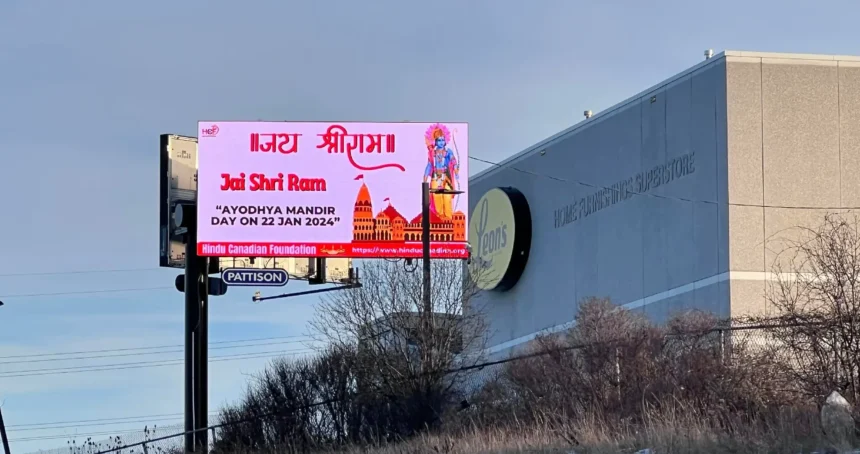 HCF
॥जय श्रीराम॥
Jai Shri Ram
"AYODHYA MANDIR
DAY ON 22 JAN 2024"
Hindu Canadian Foundation
PATTISON
Leons
HOME FURNISHINGS SUPERSTORE